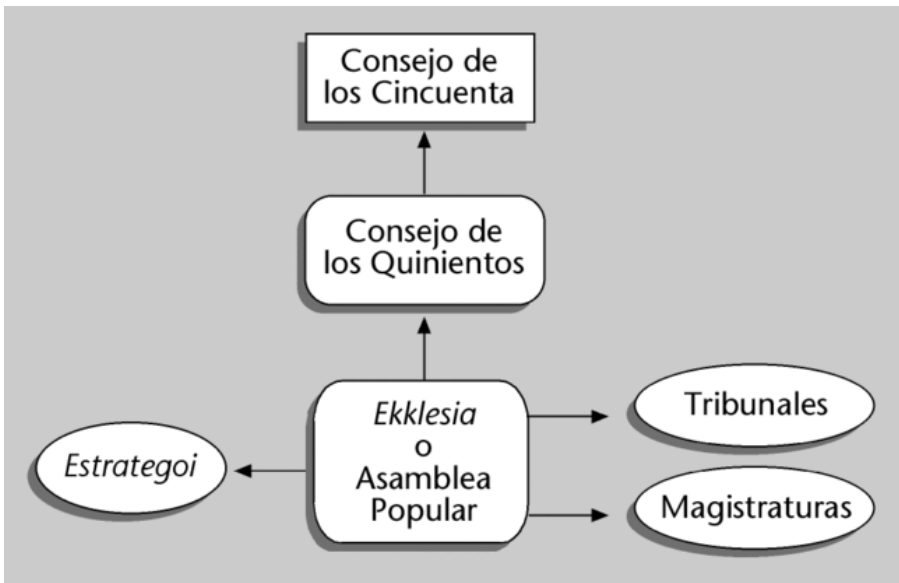 Consejo de
los Cincuenta
Consejo de
los Quinientos
Ekklesia
o
Asamblea
Popular
Tribunales
Estrategoi
Magistraturas